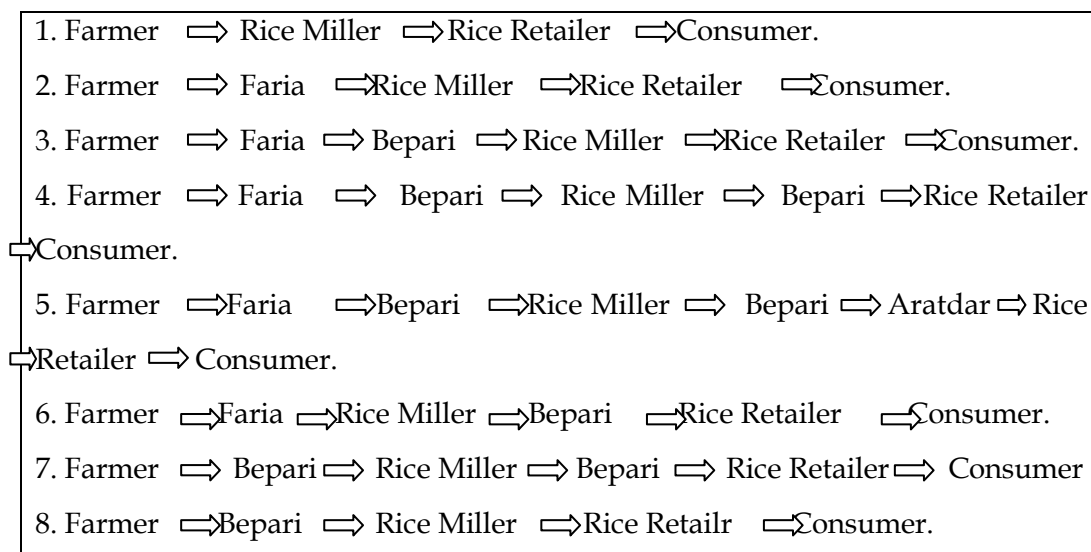 1. Farmer ⇨ Rice Miller ⇨ Rice Retailer ⇨ Consumer.
2. Farmer ⇨ Faria ⇨ Rice Miller ⇨ Rice Retailer ⇨ Consumer.
3. Farmer ⇨ Faria ⇨ Bepari ⇨ Rice Miller ⇨ Rice Retailer ⇨ Consumer.
4. Farmer ⇨ Faria ⇨ Bepari ⇨ Rice Miller ⇨ Bepari ⇨ Rice Retailer
⇨ Consumer.
5. Farmer ⇨ Faria ⇨ Bepari ⇨ Rice Miller ⇨ Bepari ⇨ Aratdar ⇨ Rice
⇨ Retailer ⇨ Consumer.
6. Farmer ⇨ Faria ⇨ Rice Miller ⇨ Bepari ⇨ Rice Retailer ⇨ Consumer.
7. Farmer ⇨ Bepari ⇨ Rice Miller ⇨ Bepari ⇨ Rice Retailer ⇨ Consumer
8. Farmer ⇨ Bepari ⇨ Rice Miller ⇨ Rice Retailr ⇨ Consumer.